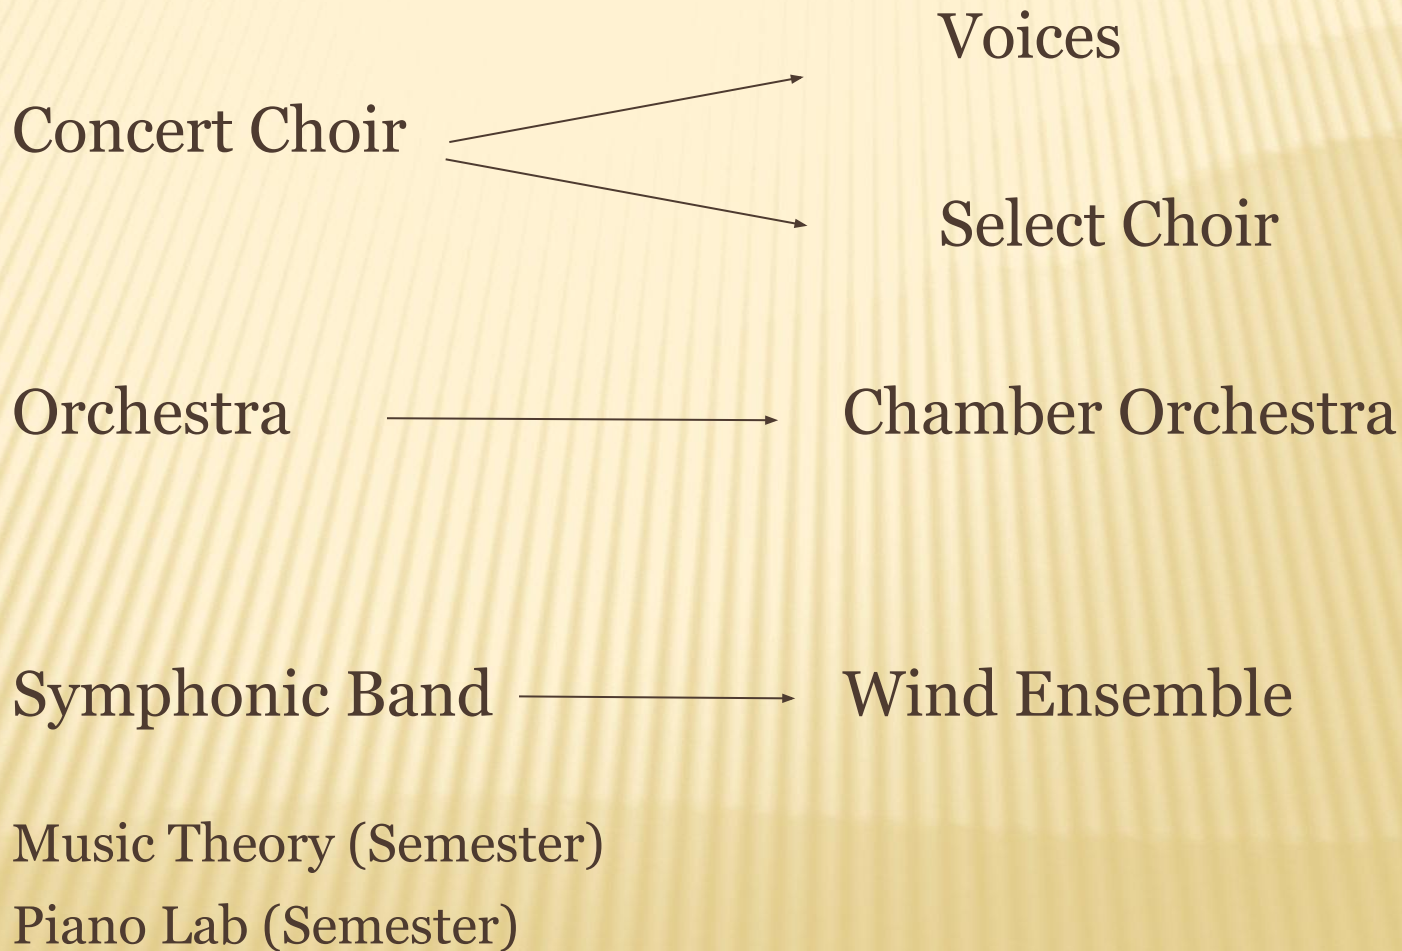 Voices
Concert Choir
Select Choir
Orchestra
Chamber Orchestra
Symphonic Band
Wind Ensemble
Music Theory (Semester)
Piano Lab (Semester)